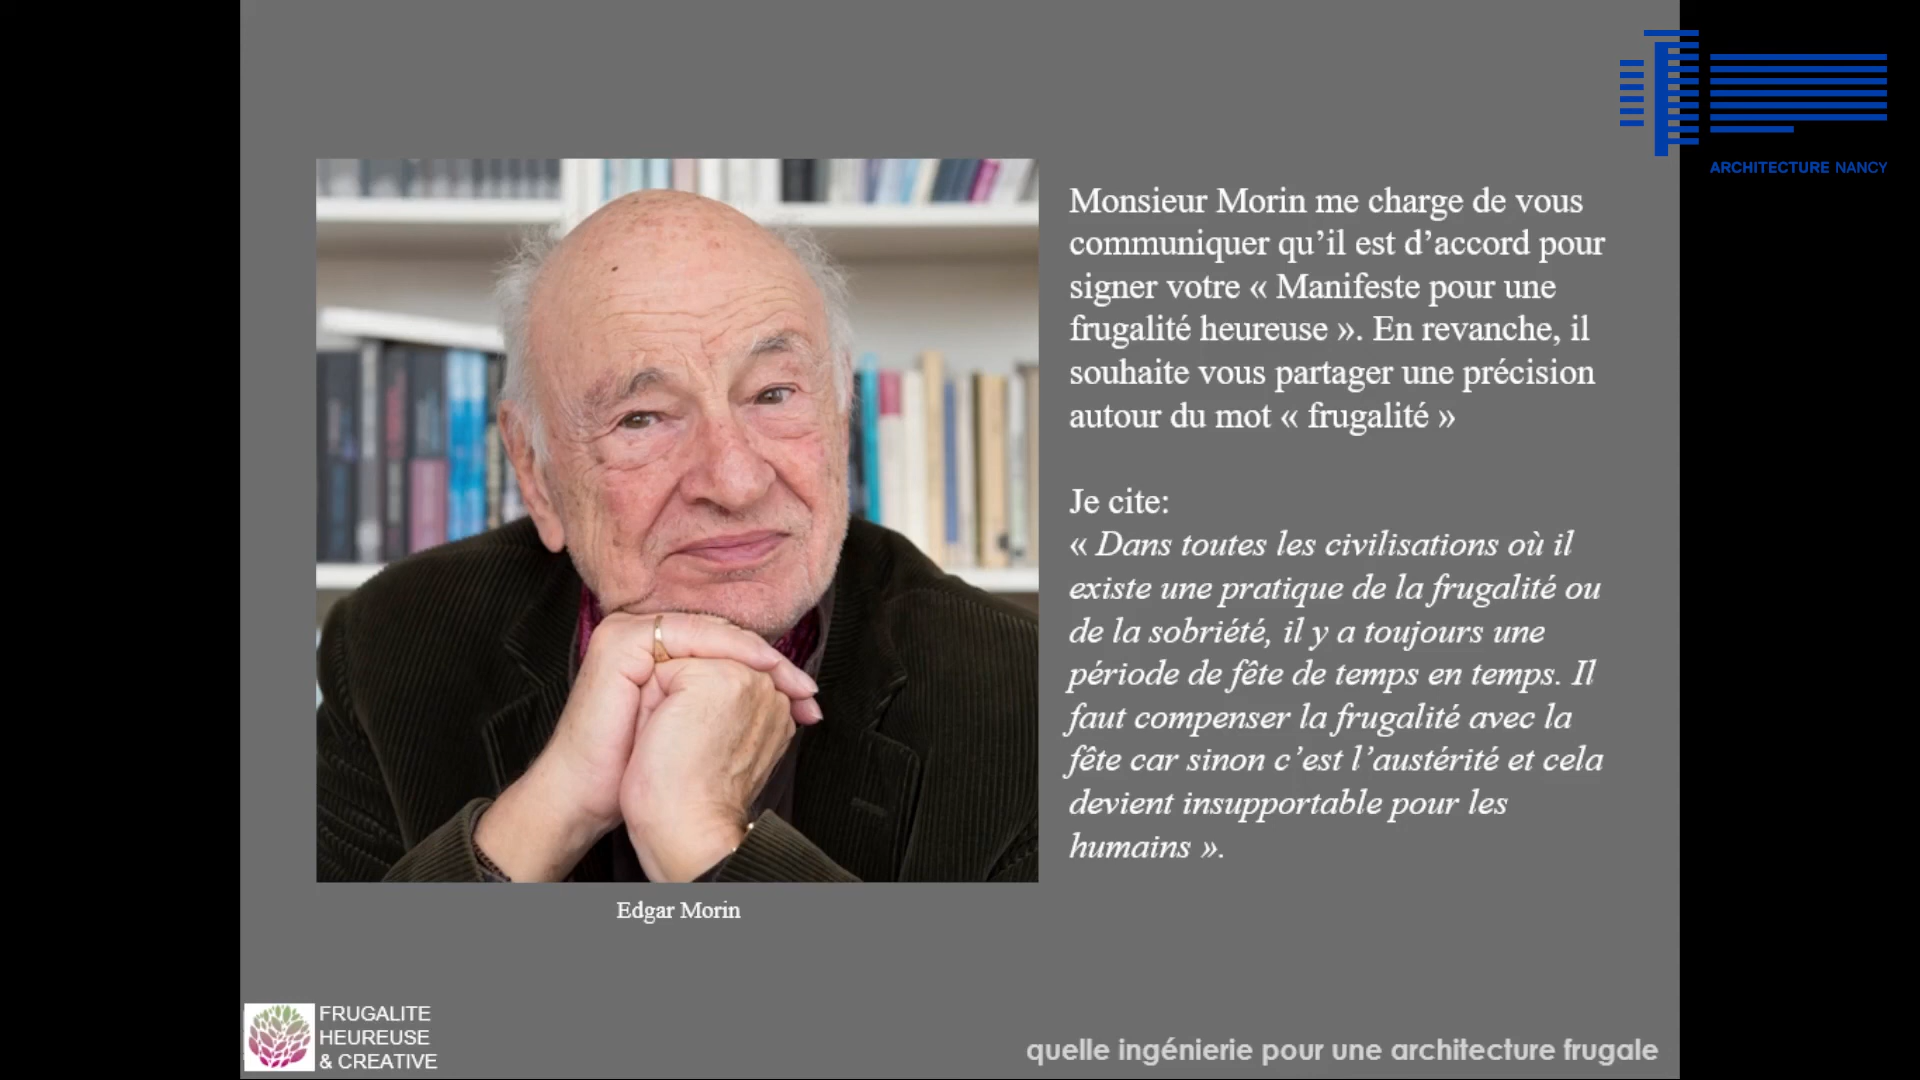 ARCHITECTURE NANCY
Monsieur Morin me charge de vous
communiquer qu’il est d’accord pour
signer votre « Manifeste pour une
frugalité heureuse ». En revanche, il
souhaite vous partager une précision
autour du mot « frugalité »
Je cite:
« Dans toutes les civilisations où il
existe une pratique de la frugalité ou
de la sobriété, il y a toujours une
période de fête de temps en temps. Il
faut compenser la frugalité avec la
fête car sinon c’est l’austérité et cela
devient insupportable pour les
humains ».
Edgar Morin
FRUGALITE
HEUREUSE
& CREATIVE
quelle ingénierie pour une architecture frugale